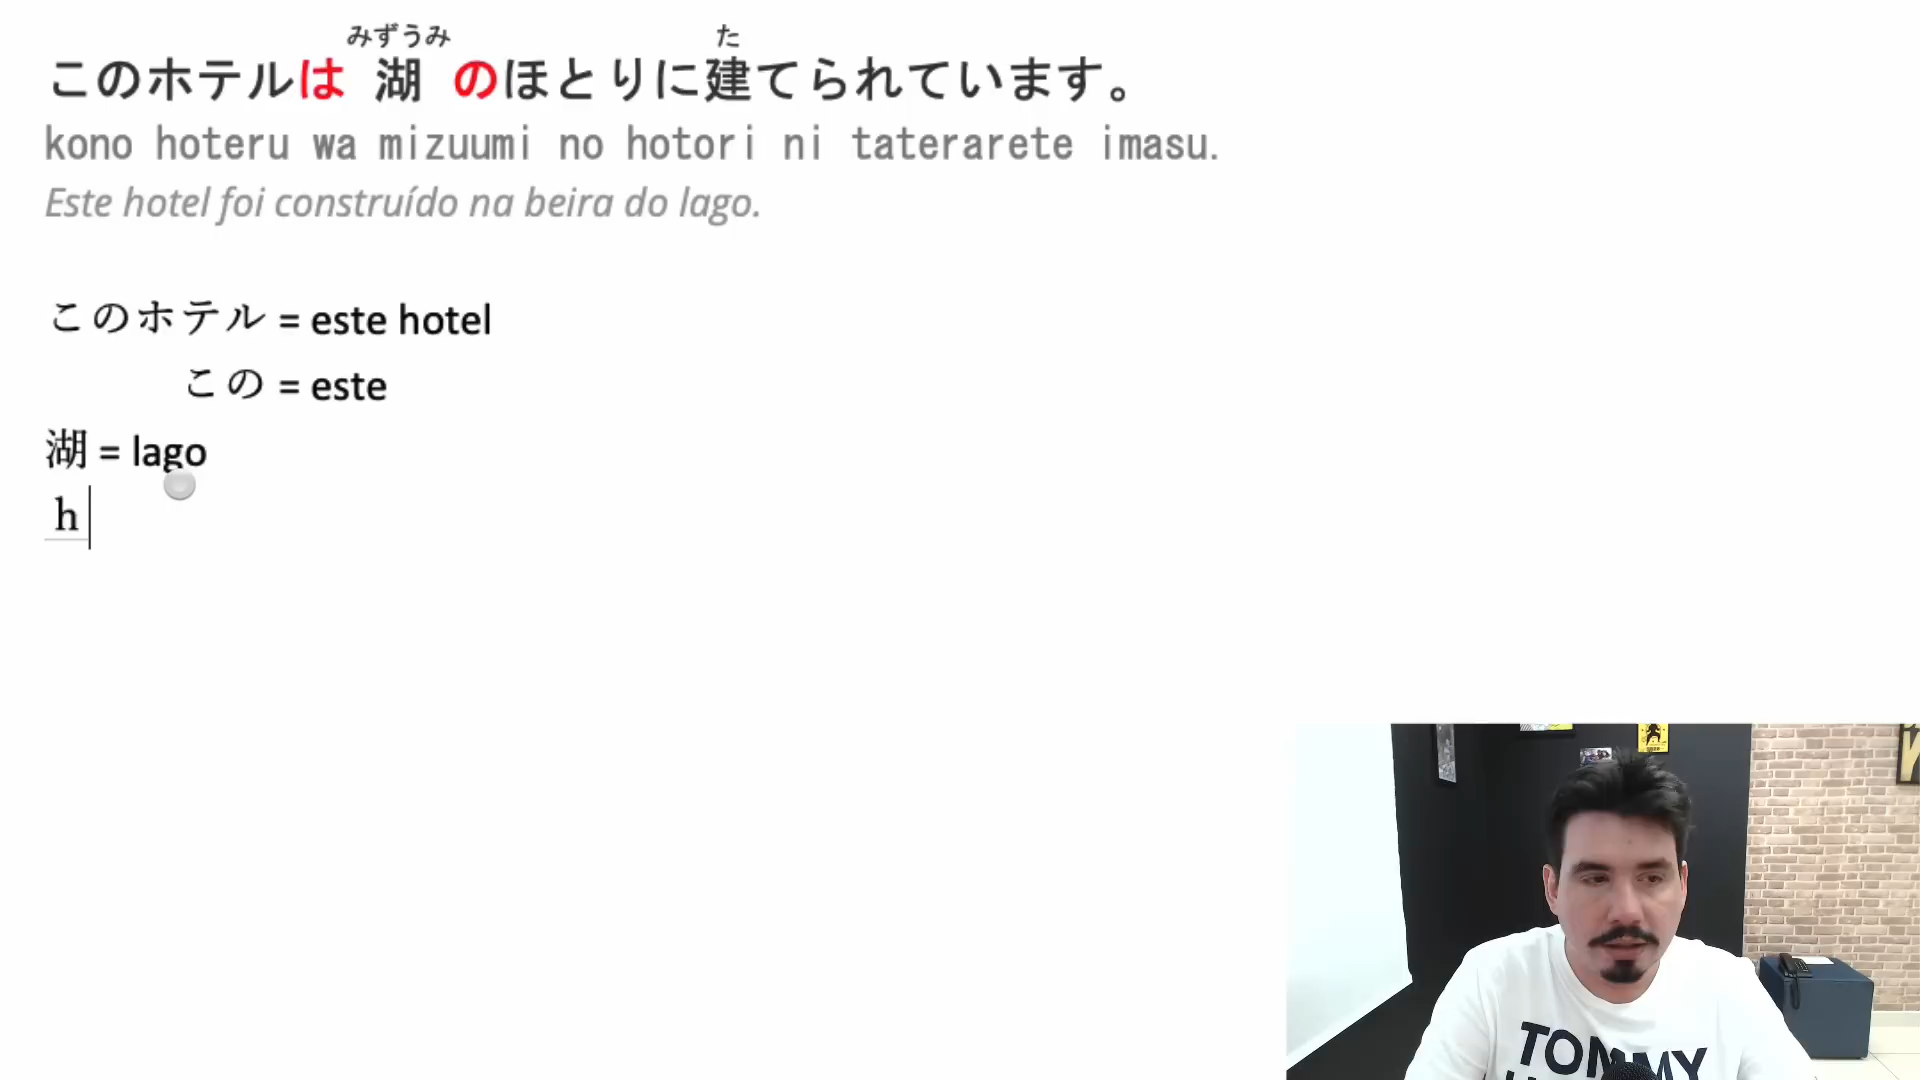 みずうみ た
このホテルは湖のほとりに建てられています。
kono hoteru wa mizuumi no hotori ni taterarete imasu.
Este hotel foi construído na beira do lago.
このホテル = este hotel
この = este
湖 = lago
h
TOMMY